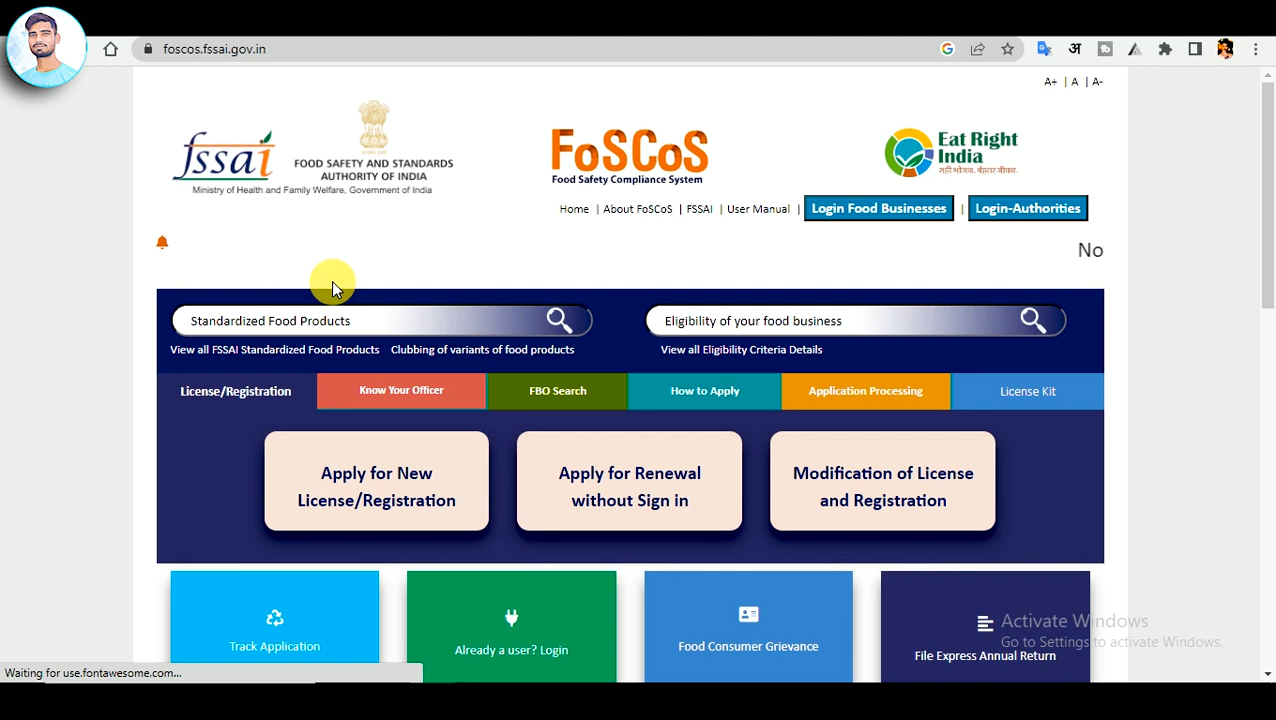 foscos.fssai.gov.in
अ
A+ | A | A-
fssai
FOOD SAFETY AND STANDARDS
AUTHORITY OF INDIA
Ministry of Health and Family Welfare, Government of India
FoSCoS
Food Safety Compliance System
Eat Right
India
सही भोजन. बेहतर जीवन.
Home | About FoSCoS | FSSAI | User Manual | Login Food Businesses | Login-Authorities
No
Standardized Food Products
Eligibility of your food business
View all FSSAI Standardized Food Products Clubbing of variants of food products
View all Eligibility Criteria Details
License/Registration
Know Your Officer
FBO Search
How to Apply
Application Processing
License Kit
Apply for New
License/Registration
Apply for Renewal
without Sign in
Modification of License
and Registration
Track Application
Already a user? Login
Food Consumer Grievance
File Express Annual Return
Activate Windows
Go to Settings to activate Windows.
Waiting for use.fontawesome.com...